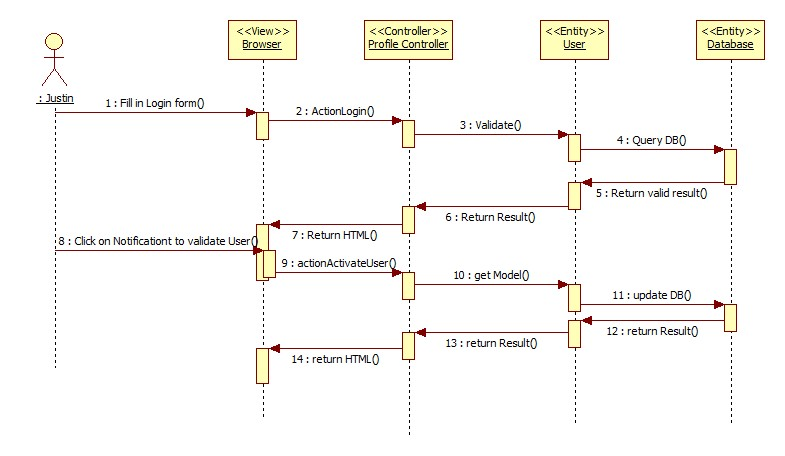 <<View>>
Browser
<<Controller>>
Profile Controller
<<Entity>>
User
<<Entity>>
Database
: Justin
1 : Fill in Login form()
2 : ActionLogin()
3 : Validate()
4 : Query DB()
5 : Return valid result()
6 : Return Result()
7 : Return HTML()
8 : Click on Notificationt to validate User()
9 : actionActivateUser()
10 : get Model()
11 : update DB()
12 : return Result()
13 : return Result()
14 : return HTML()